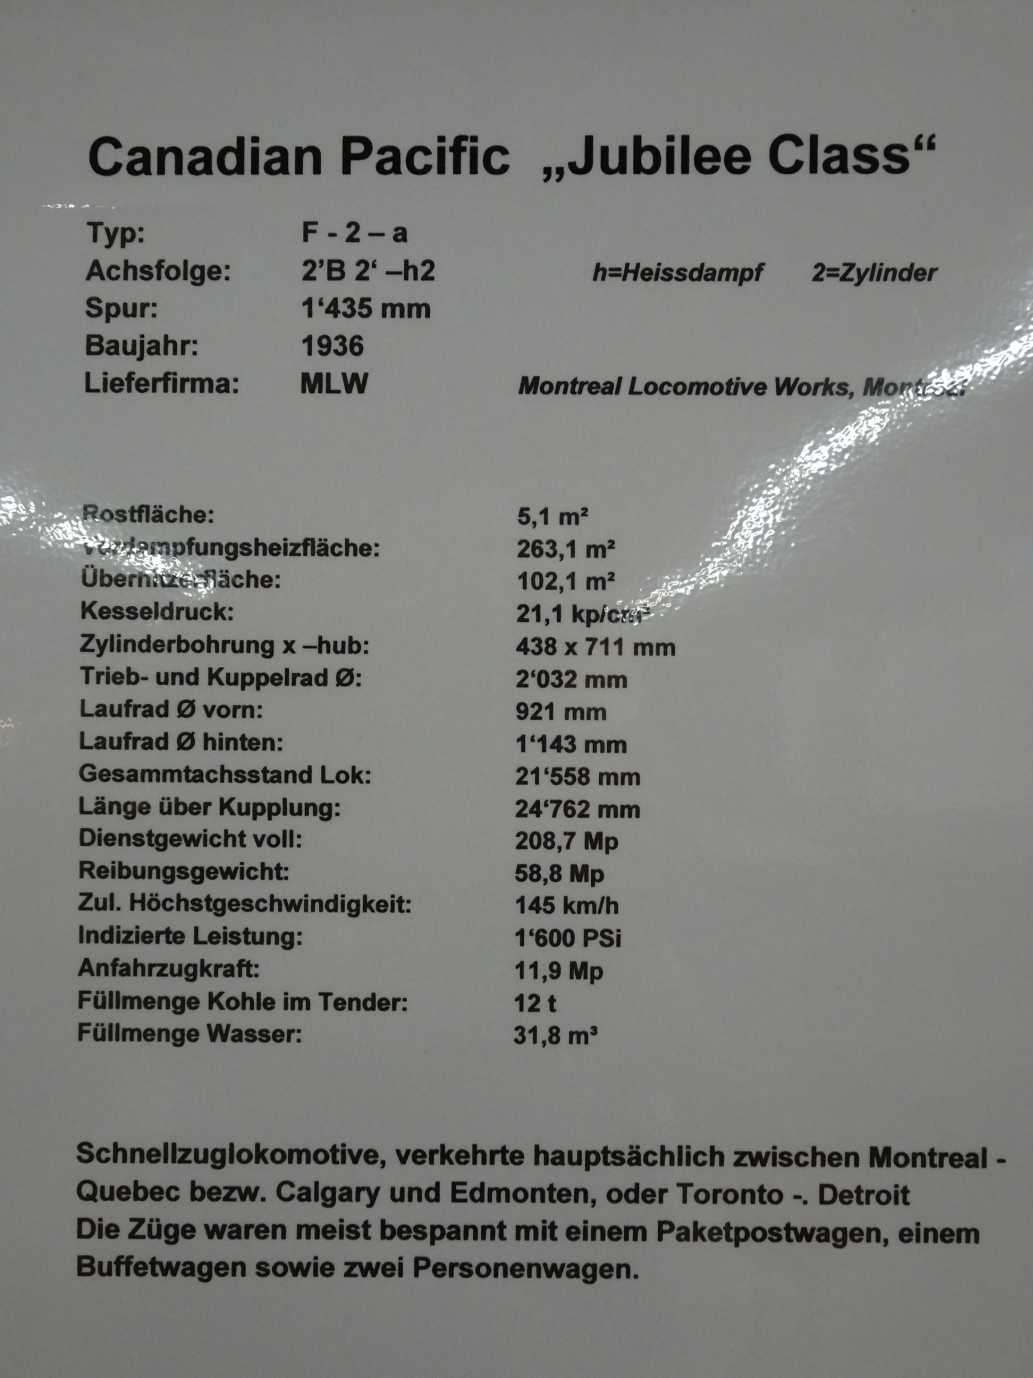 Canadian Pacific „Jubilee Class“
Typ: F - 2 – a
Achsfolge: 2’B 2‘ –h2 h=Heissdampf 2=Zylinder
Spur: 1‘435 mm
Baujahr: 1936
Lieferfirma: MLW Montreal Locomotive Works, Montreal
Rostfläche: 5,1 m²
Verdampfungsheizfläche: 263,1 m²
102,1 m²
Kesseldruck: 21,1 kp/cm²
Zylinderbohrung x –hub: 438 x 711 mm
Trieb- und Kuppelrad Ø: 2‘032 mm
Laufrad Ø vorn: 921 mm
Laufrad Ø hinten: 1‘143 mm
Gesammtachsstand Lok: 21‘558 mm
Länge über Kupplung: 24‘762 mm
Dienstgewicht voll: 208,7 Mp
Reibungsgewicht: 58,8 Mp
Zul. Höchstgeschwindigkeit: 145 km/h
Indizierte Leistung: 1‘600 PSi
Anfahrzugkraft: 11,9 Mp
Füllmenge Kohle im Tender: 12 t
Füllmenge Wasser: 31,8 m³
Schnellzuglokomotive, verkehrte hauptsächlich zwischen Montreal -
Quebec bezw. Calgary und Edmonten, oder Toronto -. Detroit
Die Züge waren meist bespannt mit einem Paketpostwagen, einem
Buffetwagen sowie zwei Personenwagen.